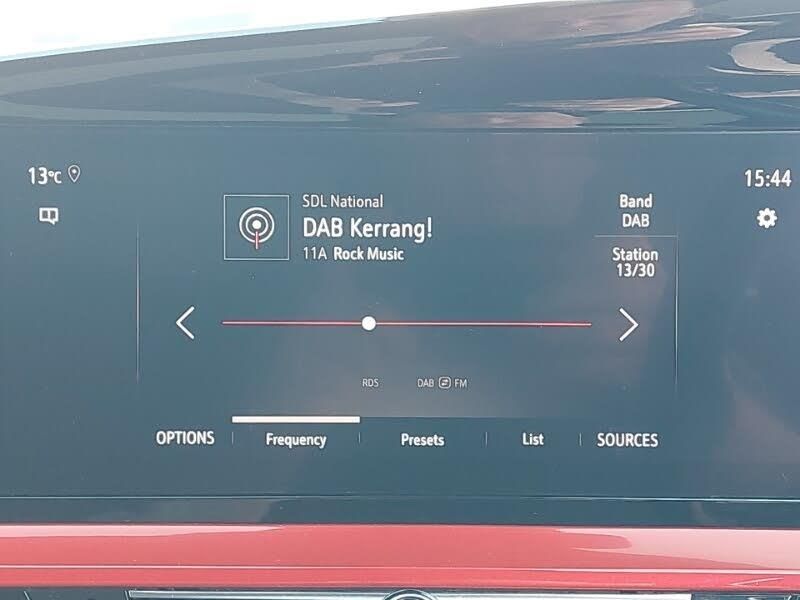 13°C
15:44
SDL National
DAB Kerrang!
11A Rock Music
Band
DAB
Station
13/30
RDS
DAB FM
OPTIONS
Frequency
Presets
List
SOURCES